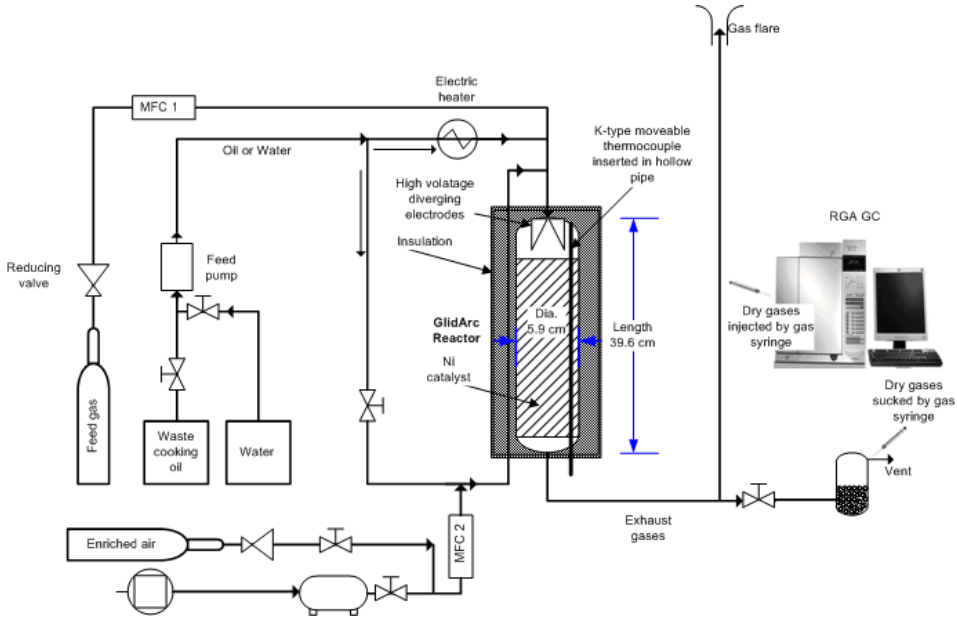 Gas flare
MFC 1
Electric
heater
Oil or Water
K-type moveable
thermocouple
inserted in hollow
pipe
High volatage
diverging
electrodes
Insulation
RGA GC
Reducing
valve
Feed
pump
Dry gases
injected by gas
syringe
GlidArc
Reactor
Dia.
5.9 cm
Length
39.6 cm
Ni
catalyst
Dry gases
sucked by gas
syringe
Feed gas
Waste
cooking
oil
Water
Vent
Exhaust
gases
MFC 2
Enriched air